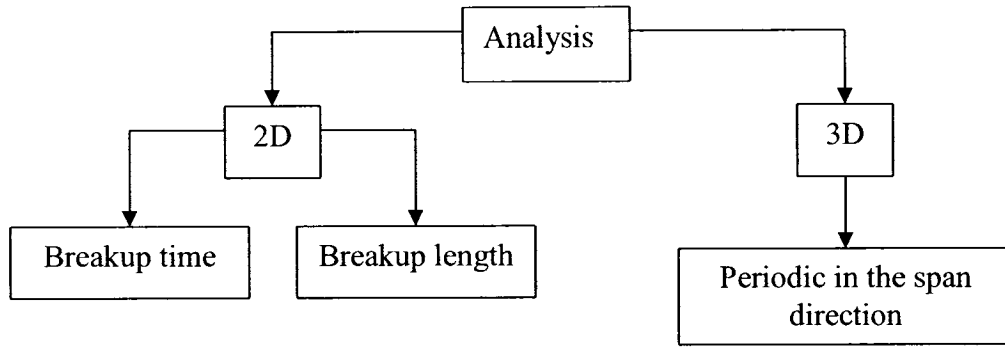 Analysis
2D
3D
Breakup time
Breakup length
Periodic in the span
direction